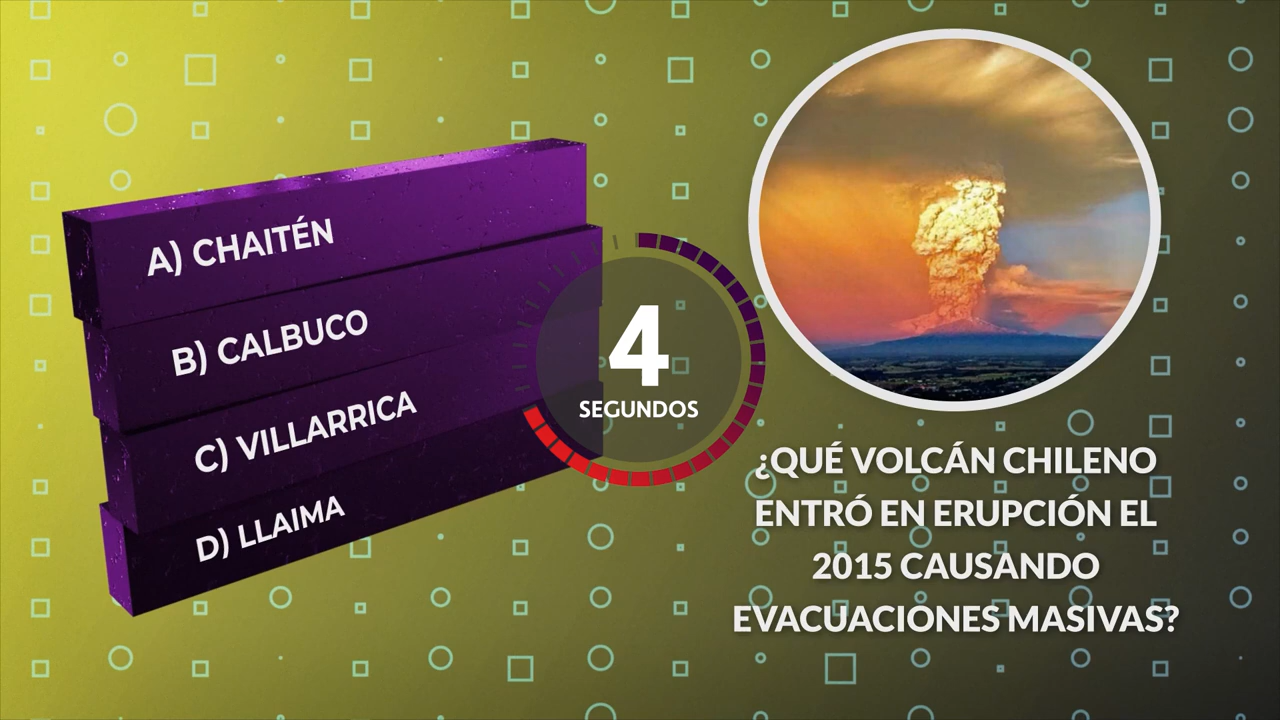 A) CHAITÉN
B) CALBUCO
C) VILLARRICA
D) LLAIMA
4
SEGUNDOS
¿QUÉ VOLCÁN CHILENO
ENTRÓ EN ERUPCIÓN EL
2015 CAUSANDO
EVACUACIONES MASIVAS?